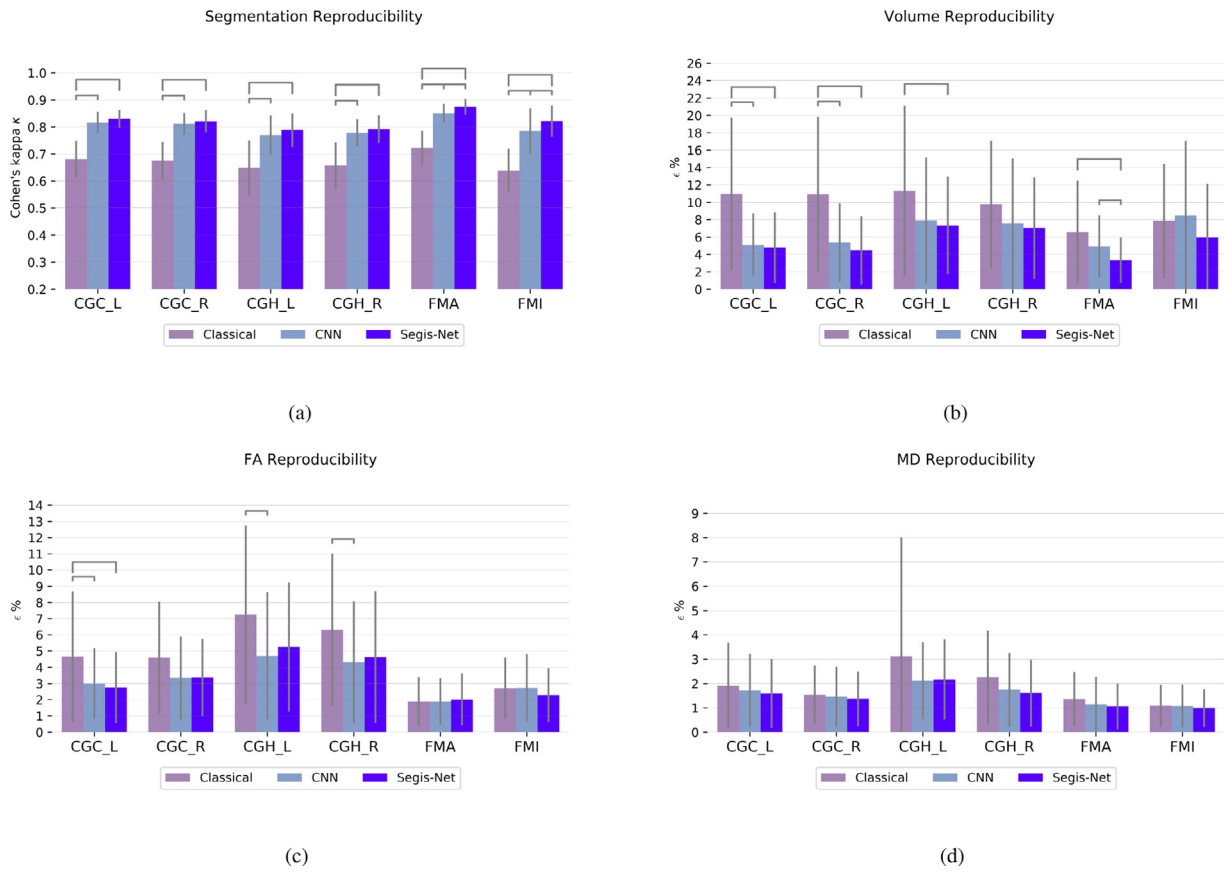 Segmentation Reproducibility
Cohen's kappa κ
1.0
0.9
0.8
0.7
0.6
0.5
0.4
0.3
0.2
CGC_L CGC_R CGH_L CGH_R FMA FMI
Classical CNN Segis-Net
(a)
Volume Reproducibility
ϵ %
26
24
22
20
18
16
14
12
10
8
6
4
2
0
CGC_L CGC_R CGH_L CGH_R FMA FMI
Classical CNN Segis-Net
(b)
FA Reproducibility
ϵ %
14
13
12
11
10
9
8
7
6
5
4
3
2
1
0
CGC_L CGC_R CGH_L CGH_R FMA FMI
Classical CNN Segis-Net
(c)
MD Reproducibility
ϵ %
9
8
7
6
5
4
3
2
1
0
CGC_L CGC_R CGH_L CGH_R FMA FMI
Classical CNN Segis-Net
(d)